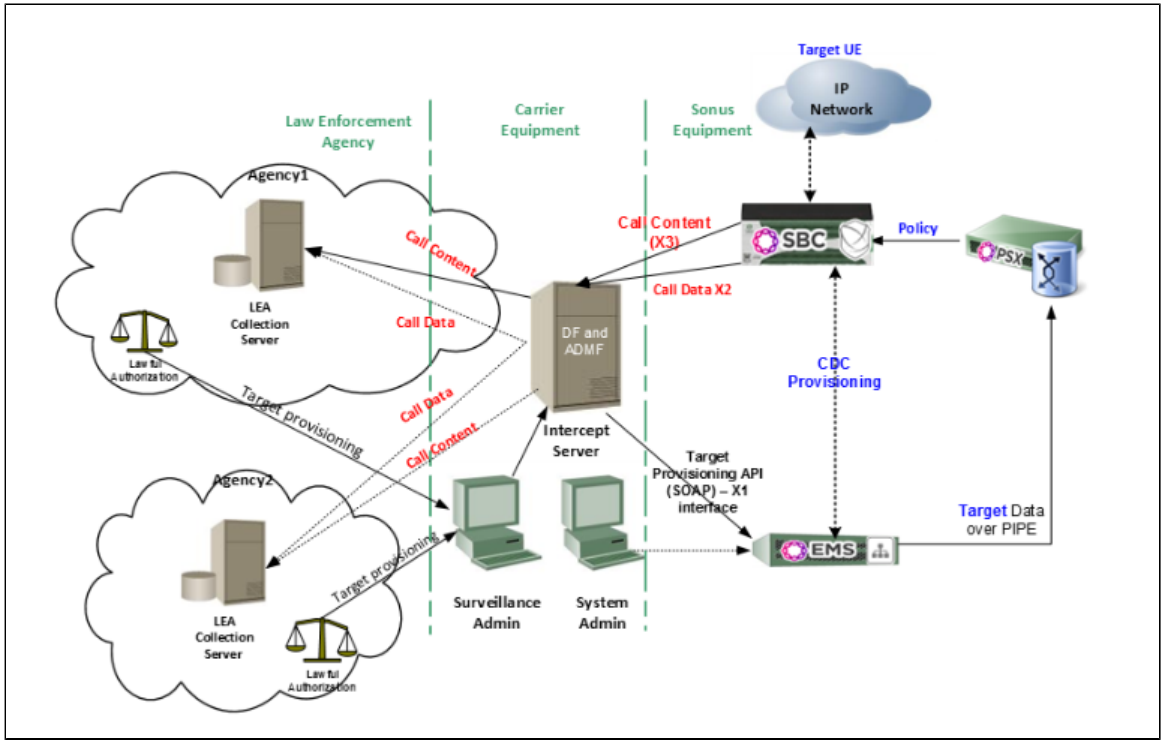 Target UE
IP
Network
Law Enforcement
Agency
Carrier
Equipment
Sonus
Equipment
Agency1
LEA
Collection
Server
Lawful
Authorization
Call Content
Call Data
Call Content
(X3)
Call Data X2
SBC
Policy
PSX
DF and
ADMF
Intercept
Server
CDC
Provisioning
Target provisioning
Call Data
Call Content
Target
Provisioning API
(SOAP) – X1
interface
Agency2
LEA
Collection
Server
Lawful
Authorization
Target provisioning
Surveillance
Admin
System
Admin
EMS
Target Data
over PIPE